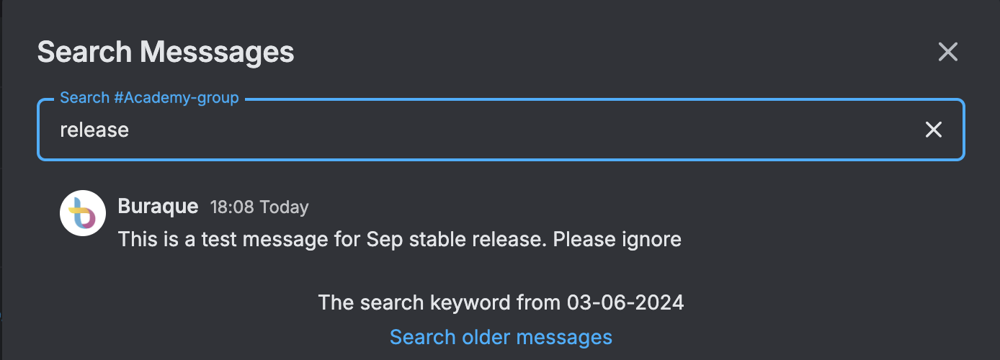 Search Messsages
Search #Academy-group
release
Buraque 18:08 Today
This is a test message for Sep stable release. Please ignore
The search keyword from 03-06-2024
Search older messages